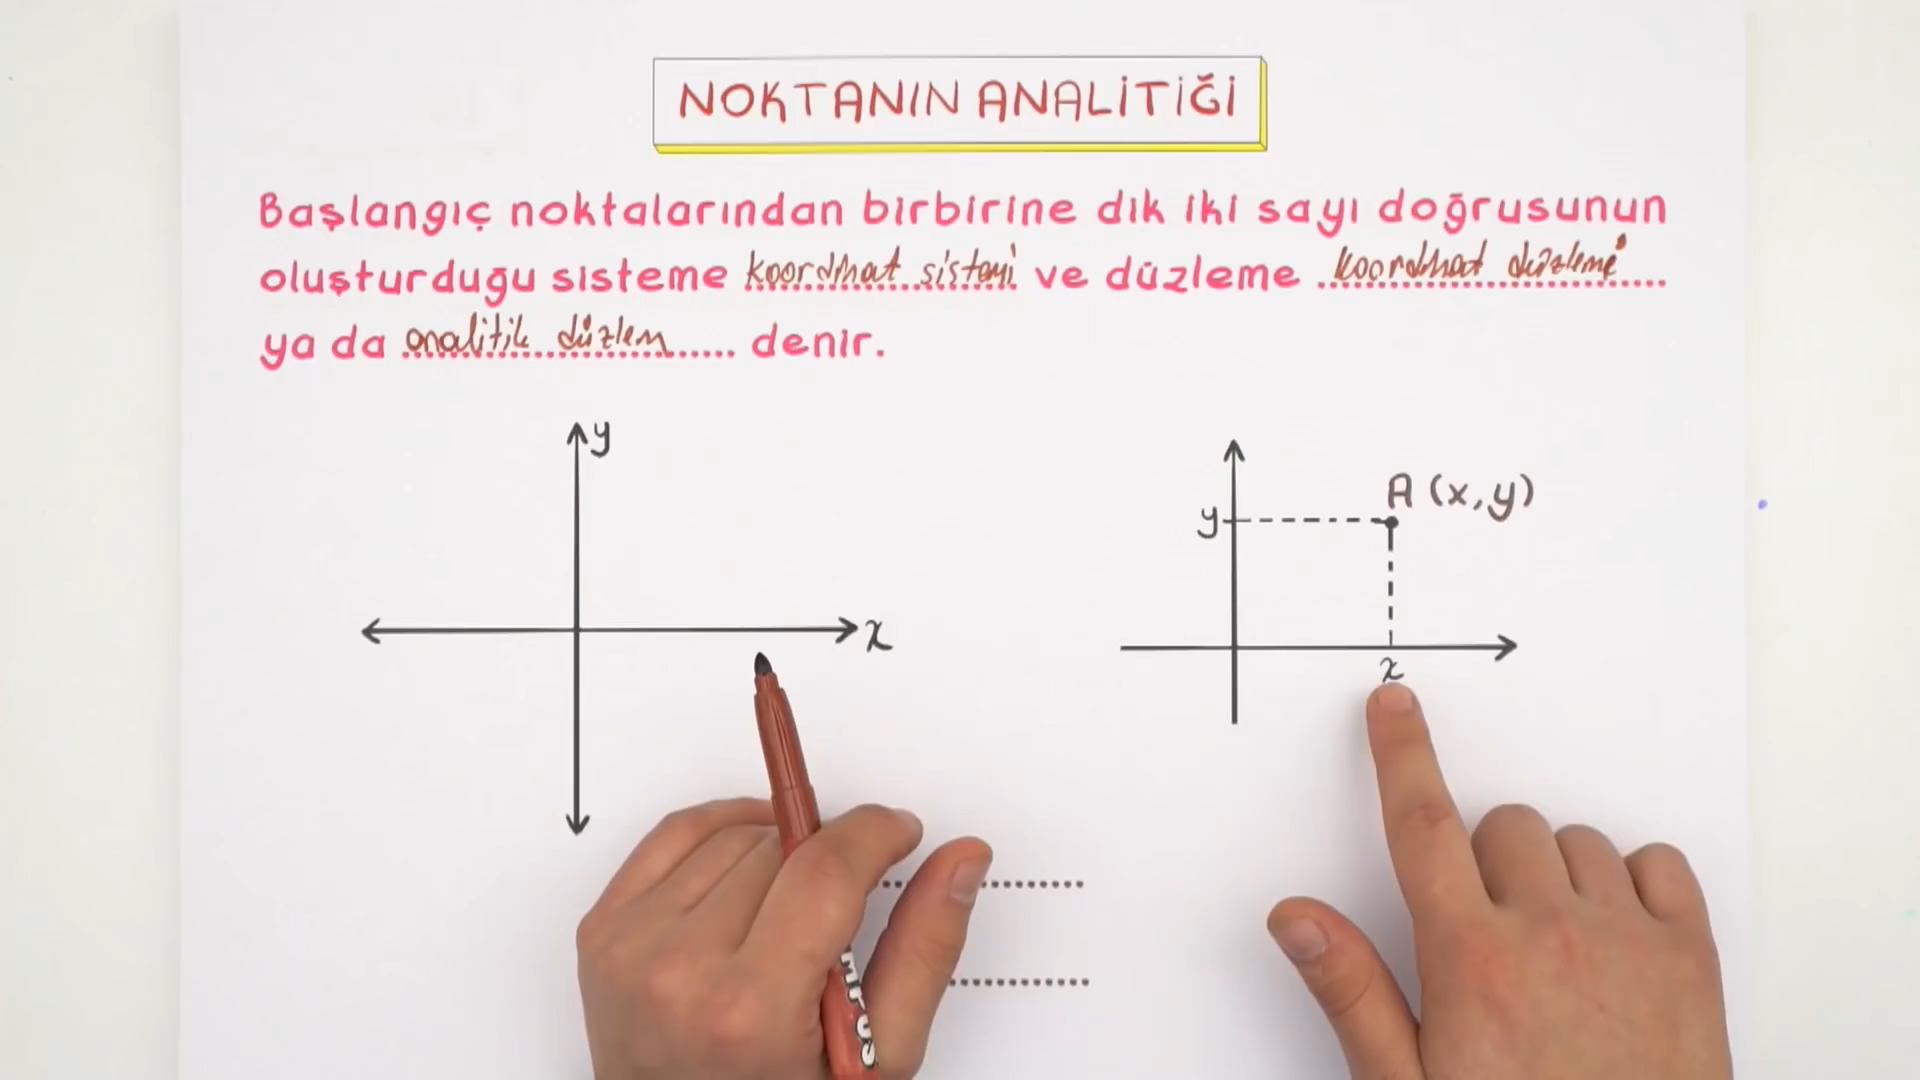 NOKTANIN ANALİTİĞİ
Başlangıç noktalarından birbirine dik iki sayı doğrusunun
oluşturduğu sisteme koordinat sistemi ve düzleme koordinat düzlemi
ya da analitik düzlem denir.
y
x
A (x,y)
y
x